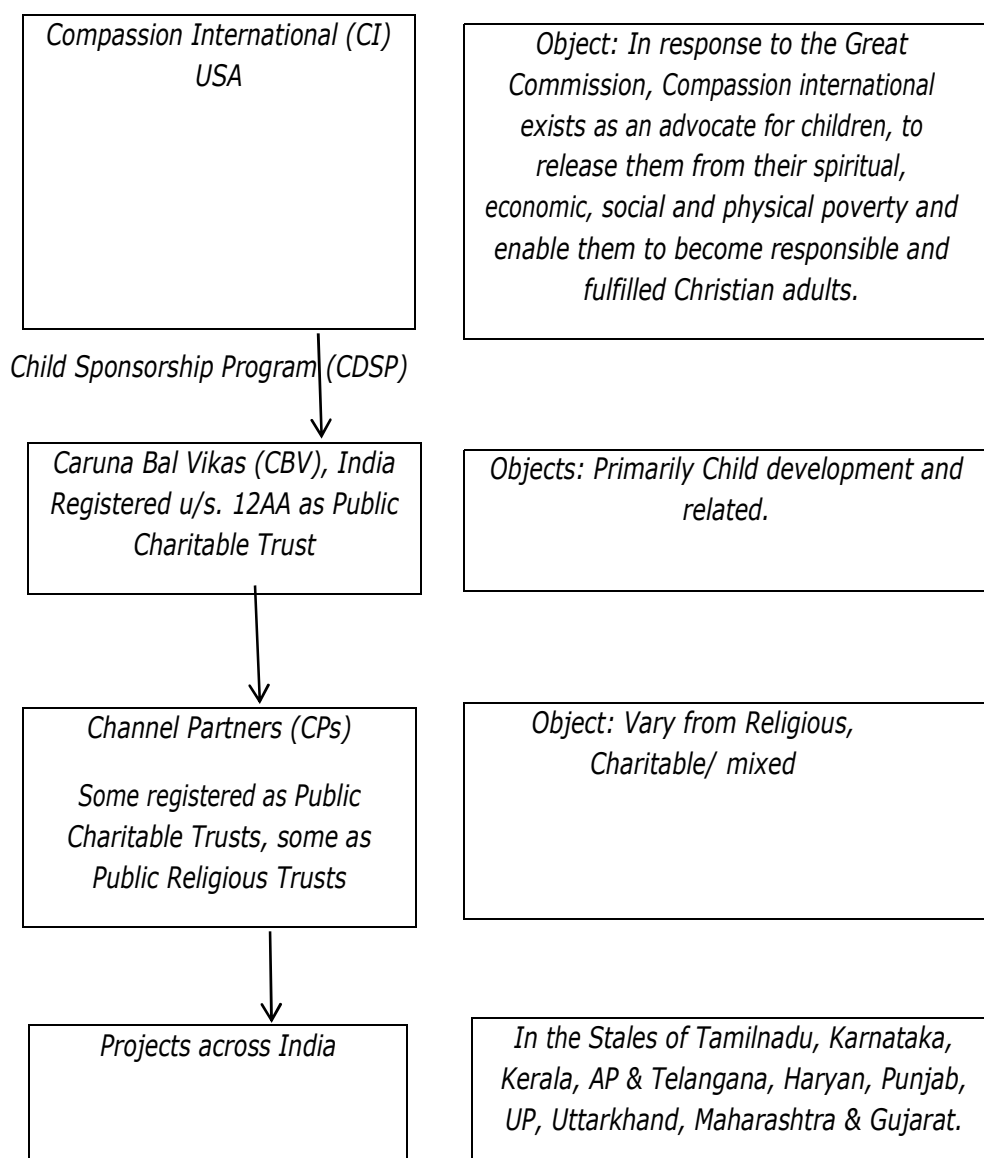 Compassion International (CI)
USA
Object: In response to the Great
Commission, Compassion international
exists as an advocate for children, to
release them from their spiritual,
economic, social and physical poverty and
enable them to become responsible and
fulfilled Christian adults.
Child Sponsorship Program (CDSP)
Caruna Bal Vikas (CBV), India
Registered u/s. 12AA as Public
Charitable Trust
Objects: Primarily Child development and
related.
Channel Partners (CPs)
Some registered as Public
Charitable Trusts, some as
Public Religious Trusts
Object: Vary from Religious,
Charitable/ mixed
Projects across India
In the Stales of Tamilnadu, Karnataka,
Kerala, AP & Telangana, Haryan, Punjab,
UP, Uttarkhand, Maharashtra & Gujarat.